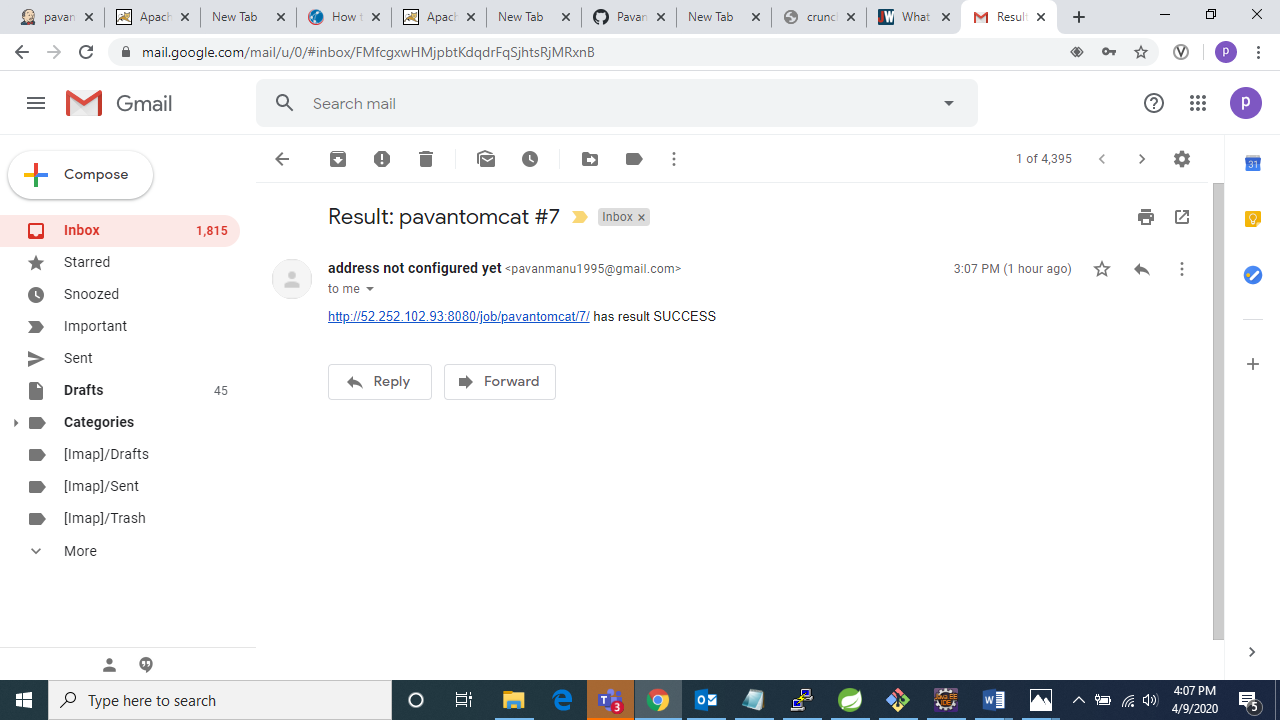 pavan
Apach
New Tab
How t
Apach
New Tab
Pavan
New Tab
crunc
What
Result
mail.google.com/mail/u/0/#inbox/FMfcgxwHMjpbtKdqdrFqSjhtsRjMRxnB
p
Gmail
Search mail
p
Compose
1 of 4,395
31
Result: pavantomcat #7
Inbox ×
Inbox 1,815
Starred
Snoozed
Important
Sent
Drafts 45
Categories
[Imap]/Drafts
[Imap]/Sent
[Imap]/Trash
More
address not configured yet <pavanmanu1995@gmail.com>
3:07 PM (1 hour ago)
to me
http://52.252.102.93:8080/job/pavantomcat/7/ has result SUCCESS
Reply
Forward
Type here to search
3
4:07 PM
4/9/2020
5